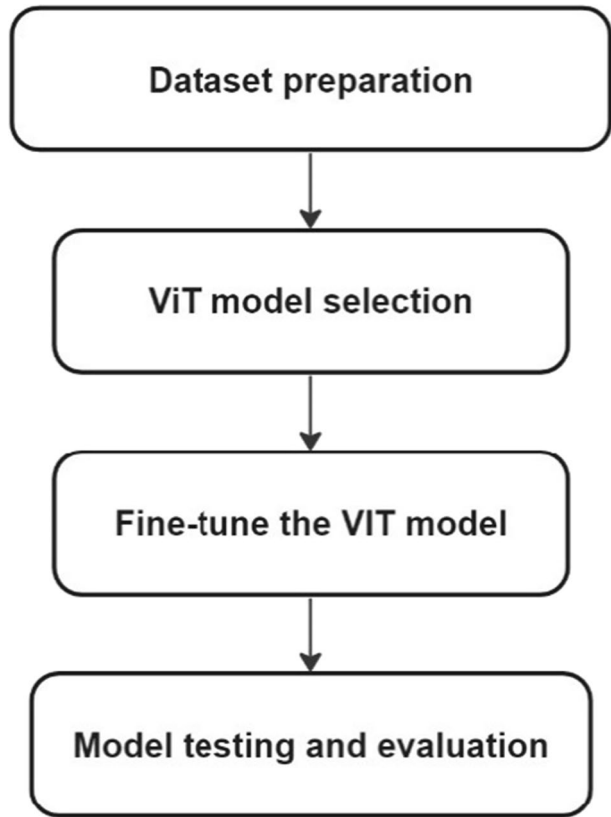 Dataset preparation
ViT model selection
Fine-tune the VIT model
Model testing and evaluation